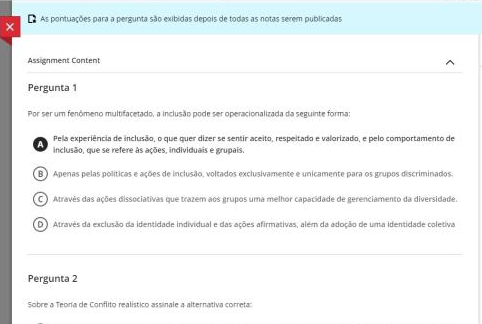 As pontuações para a pergunta são exibidas depois de todas as notas serem publicadas
Assignment Content
Pergunta 1
Por ser um fenômeno multifacetado, a inclusão pode ser operacionalizada da seguinte forma:
A Pela experiência de inclusão, o que quer dizer se sentir aceito, respeitado e valorizado, e pelo comportamento de
inclusão, que se refere às ações, individuais e grupais.
B Apenas pelas políticas e ações de inclusão, voltados exclusivamente e unicamente para os grupos discriminados.
C Através das ações dissociativas que trazem aos grupos uma melhor capacidade de gerenciamento da diversidade.
D Através da exclusão da identidade individual e das ações afirmativas, além da adoção de uma identidade coletiva
Pergunta 2
Sobre a Teoria de Conflito realístico assinale a alternativa correta: